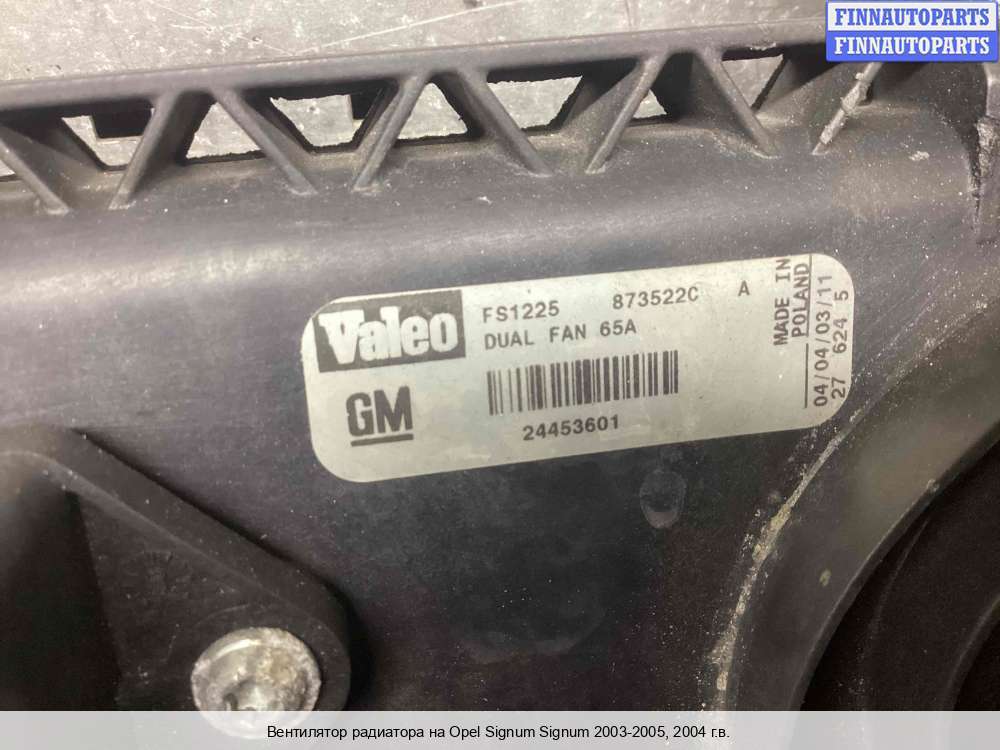 FINNAUTOPARTS
FINNAUTOPARTS
Valeo
FS1225 873522C A
DUAL FAN 65A
GM
24453601
MADE IN
POLAND
04/04/03/11
27 624 5
Вентилятор радиатора на Opel Signum Signum 2003-2005, 2004 г.в.